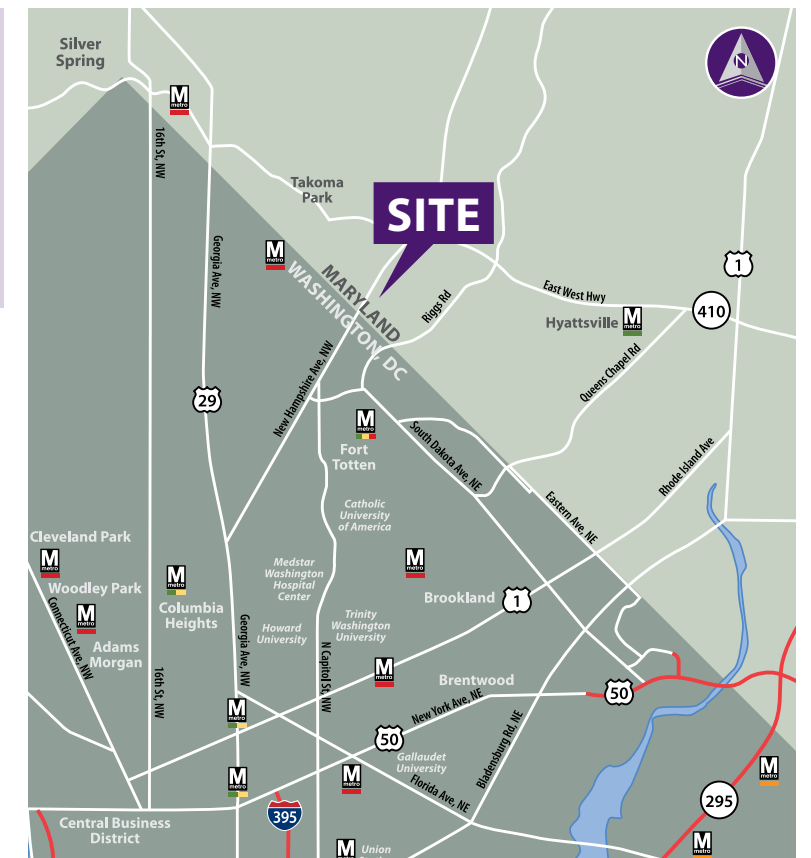 Silver
Spring
N
M
metro
16th St, NW
Takoma
Park
SITE
1
Georgia Ave, NW
M
metro
MARYLAND
WASHINGTON, DC
Riggs Rd
East West Hwy
410
Hyattsville
M
metro
New Hampshire Ave, NW
Queens Chapel Rd
29
M
metro
Fort
Totten
South Dakota Ave, NE
Rhode Island Ave
Catholic
University
of America
Eastern Ave, NE
Cleveland Park
M
metro
Medstar
Washington
Hospital
Center
M
metro
M
metro
Woodley Park
M
metro
Columbia
Heights
Brookland
1
Connecticut Ave, NW
Adams
Morgan
Howard
University
Trinity
Washington
University
Georgia Ave, NW
N Capitol St, NW
16th St, NW
M
metro
Brentwood
50
M
metro
New York Ave, NE
50
Bladensburg Rd, NE
Gallaudet
University
M
metro
M
metro
Florida Ave, NE
M
metro
295
395
Central Business
District
M
Union
M
metro